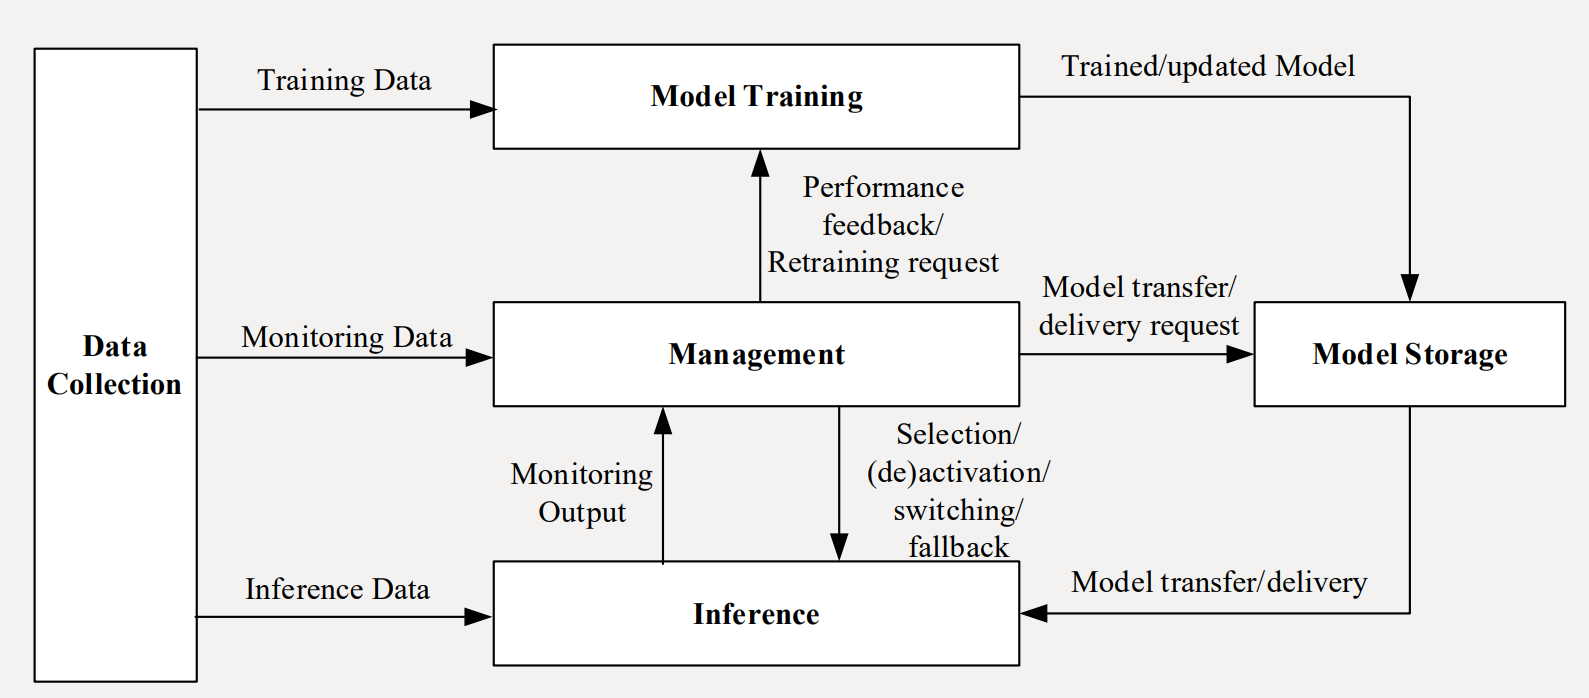 Training Data
Model Training
Trained/updated Model
Performance
feedback/
Retraining request
Data
Collection
Monitoring Data
Management
Model transfer/
delivery request
Model Storage
Monitoring
Output
Selection/
(de)activation/
switching/
fallback
Inference Data
Inference
Model transfer/delivery